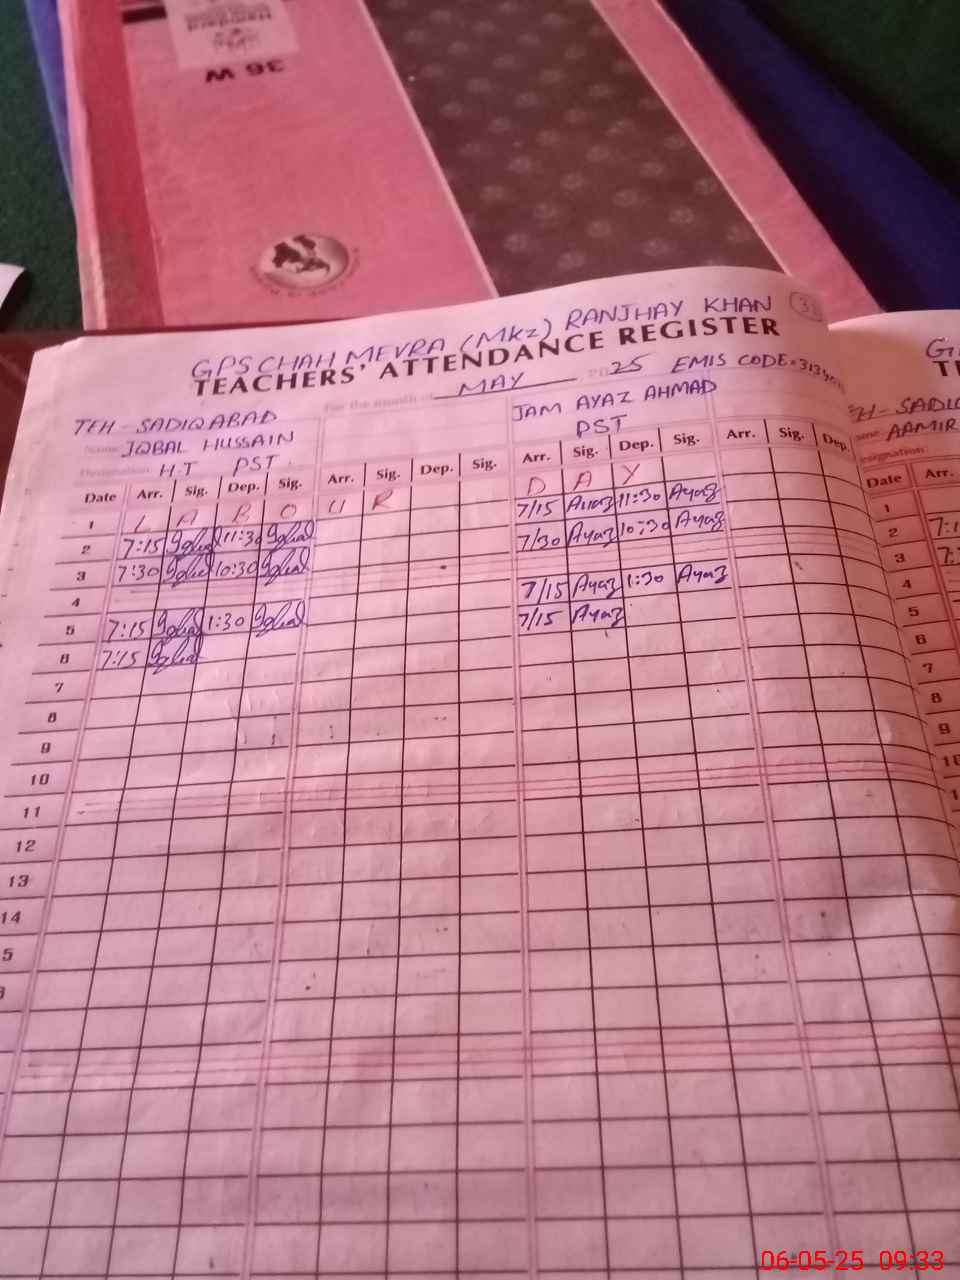 36 W
GPS CHAH MEVRA (MKZ) RANJHAY KHAN
TEACHERS' ATTENDANCE REGISTER
For the month of MAY 2025 EMIS CODE=
TEH - SADIQABAD JAM AYAZ AHMAD
Name IQBAL HUSSAIN PST
Designation H.T PST
Date Arr. Sig. Dep. Sig. Arr. Sig. Dep. Sig. Arr. Sig. Dep. Sig. Arr. Sig. Dep.
1 L A B O U R D A Y
2 7:15 Iqbal 11:30 Iqbal 7/15 Ayaz 11:30 Ayaz
3 7:30 Iqbal 10:30 Iqbal 7/30 Ayaz 10:30 Ayaz
4
5 7:15 Iqbal 1:30 Iqbal 7/15 Ayaz 1:30 Ayaz
6 7:15 Iqbal 7/15 Ayaz
7
8
9
10
11
12
13
14
TEH - SADIQ
Name AAMIR
Designation:
Date Arr.
1
2
3
4
5
6
7
8
9
10
06-05-25 09:33